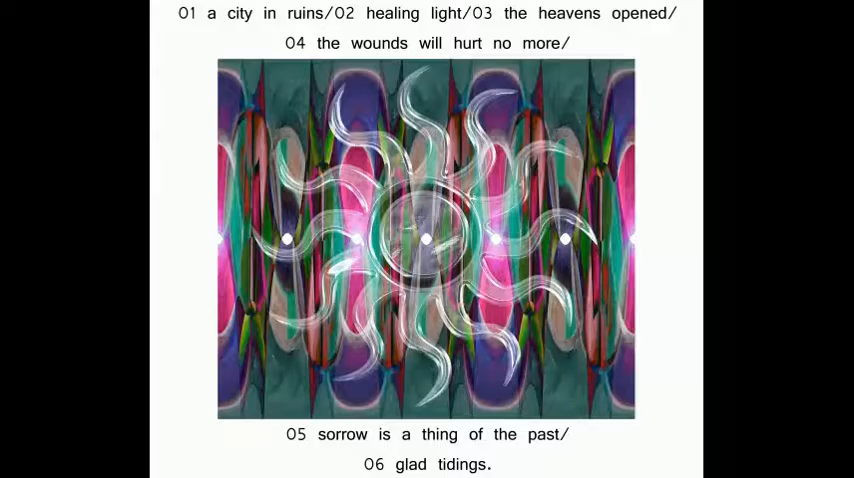 01 a city in ruins/02 healing light/03 the heavens opened/
04 the wounds will hurt no more/
05 sorrow is a thing of the past/
06 glad tidings.